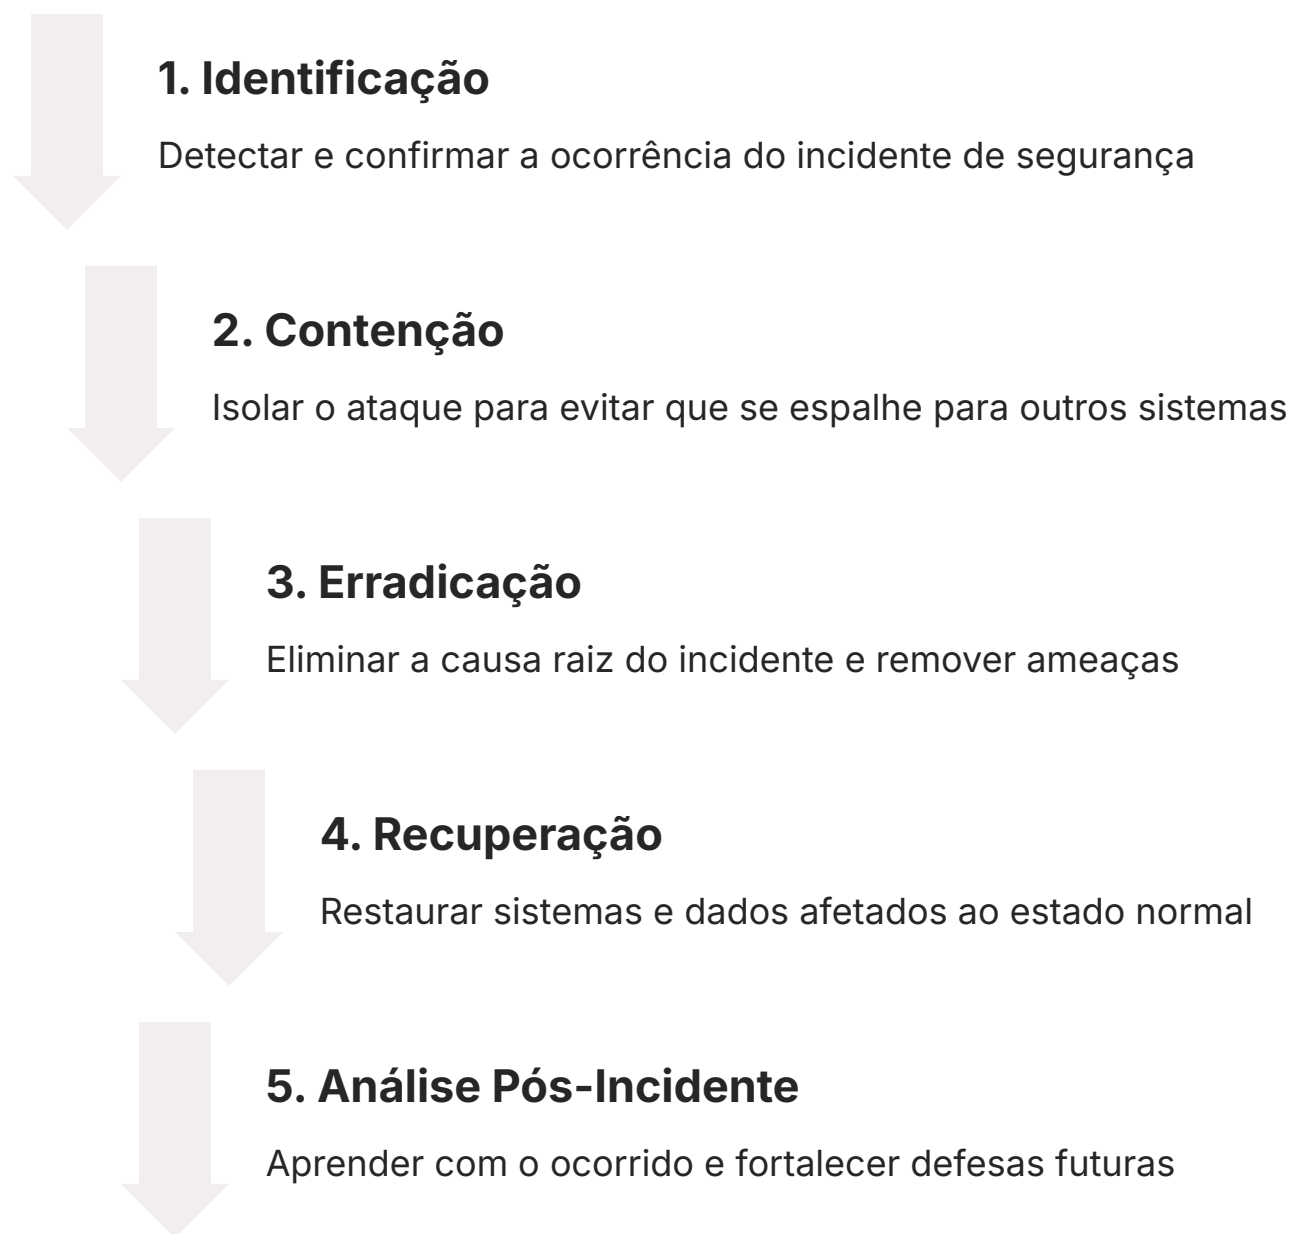 1. Identificação
Detectar e confirmar a ocorrência do incidente de segurança
2. Contenção
Isolar o ataque para evitar que se espalhe para outros sistemas
3. Erradicação
Eliminar a causa raiz do incidente e remover ameaças
4. Recuperação
Restaurar sistemas e dados afetados ao estado normal
5. Análise Pós-Incidente
Aprender com o ocorrido e fortalecer defesas futuras